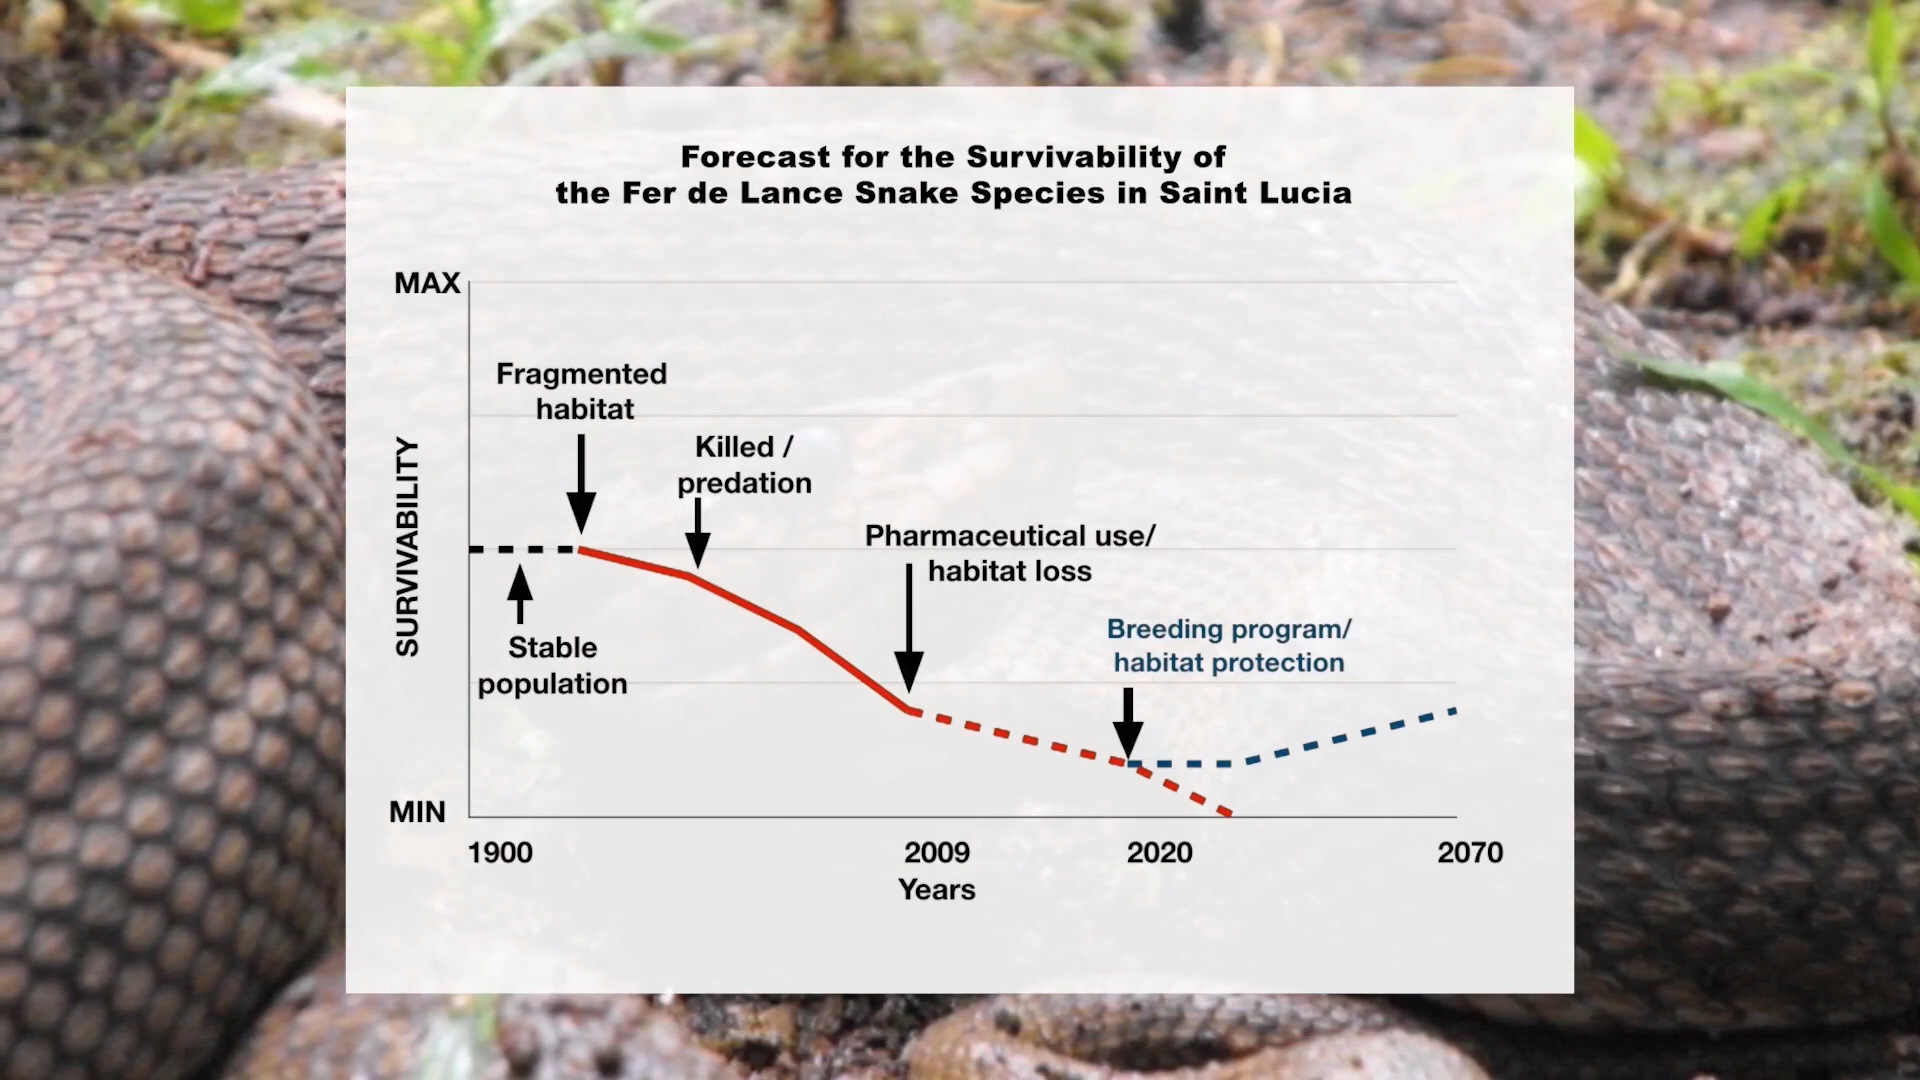 Forecast for the Survivability of
the Fer de Lance Snake Species in Saint Lucia
MAX
Fragmented
habitat
Killed /
predation
Pharmaceutical use/
habitat loss
SURVIVABILITY
Breeding program/
habitat protection
Stable
population
MIN
1900
2009
2020
2070
Years